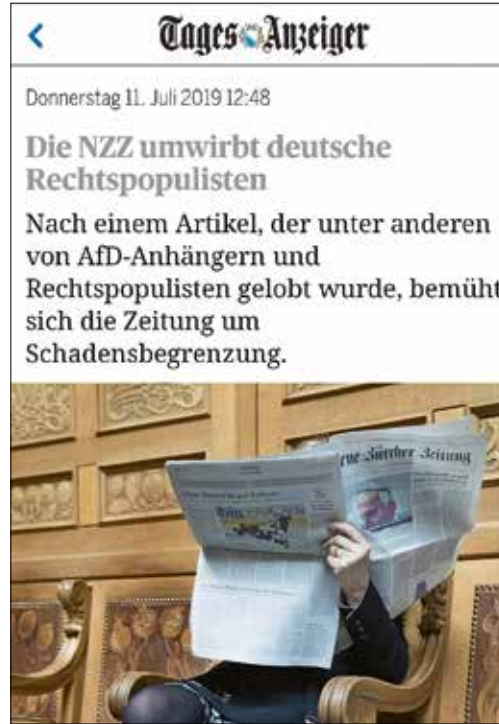 Tages Anzeiger
Donnerstag 11. Juli 2019 12:48
Die NZZ umwirbt deutsche
Rechtspopulisten
Nach einem Artikel, der unter anderen
von AfD-Anhängern und
Rechtspopulisten gelobt wurde, bemüht
sich die Zeitung um
Schadensbegrenzung.
Zürcher Zeitung